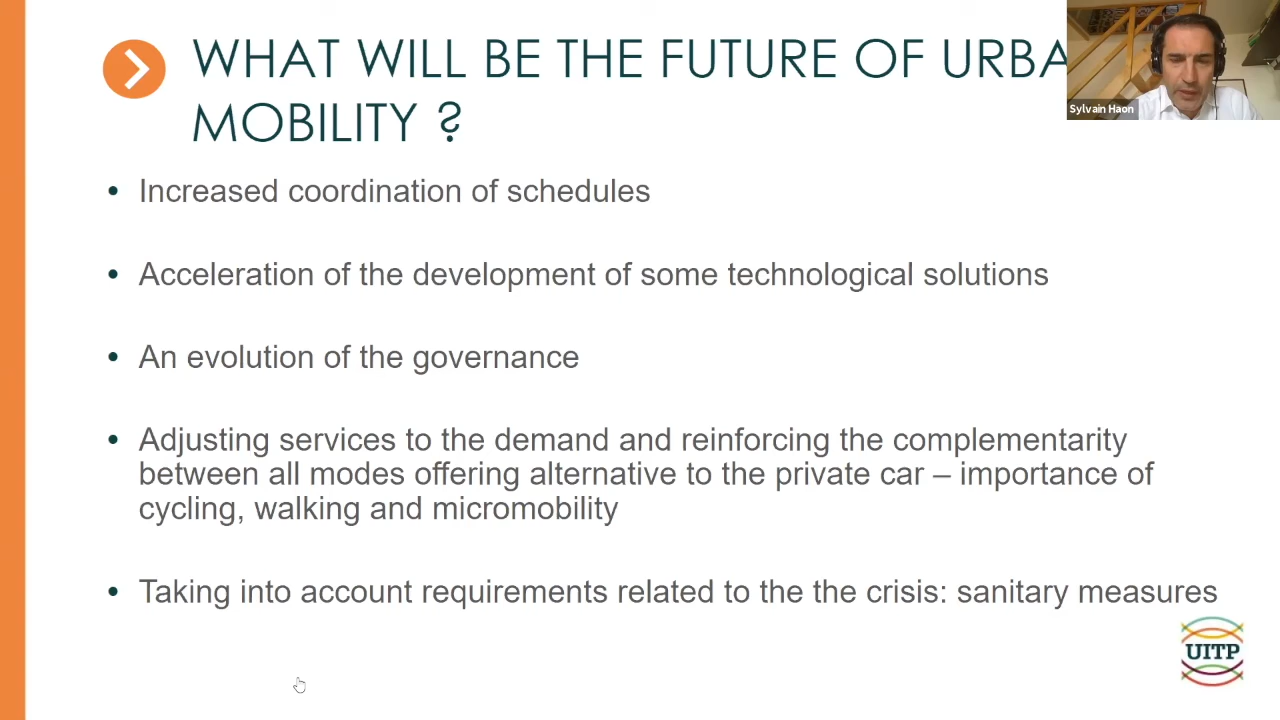 WHAT WILL BE THE FUTURE OF URBA
MOBILITY ?
Sylvain Haon
• Increased coordination of schedules
• Acceleration of the development of some technological solutions
• An evolution of the governance
• Adjusting services to the demand and reinforcing the complementarity
between all modes offering alternative to the private car – importance of
cycling, walking and micromobility
• Taking into account requirements related to the the crisis: sanitary measures
UITP